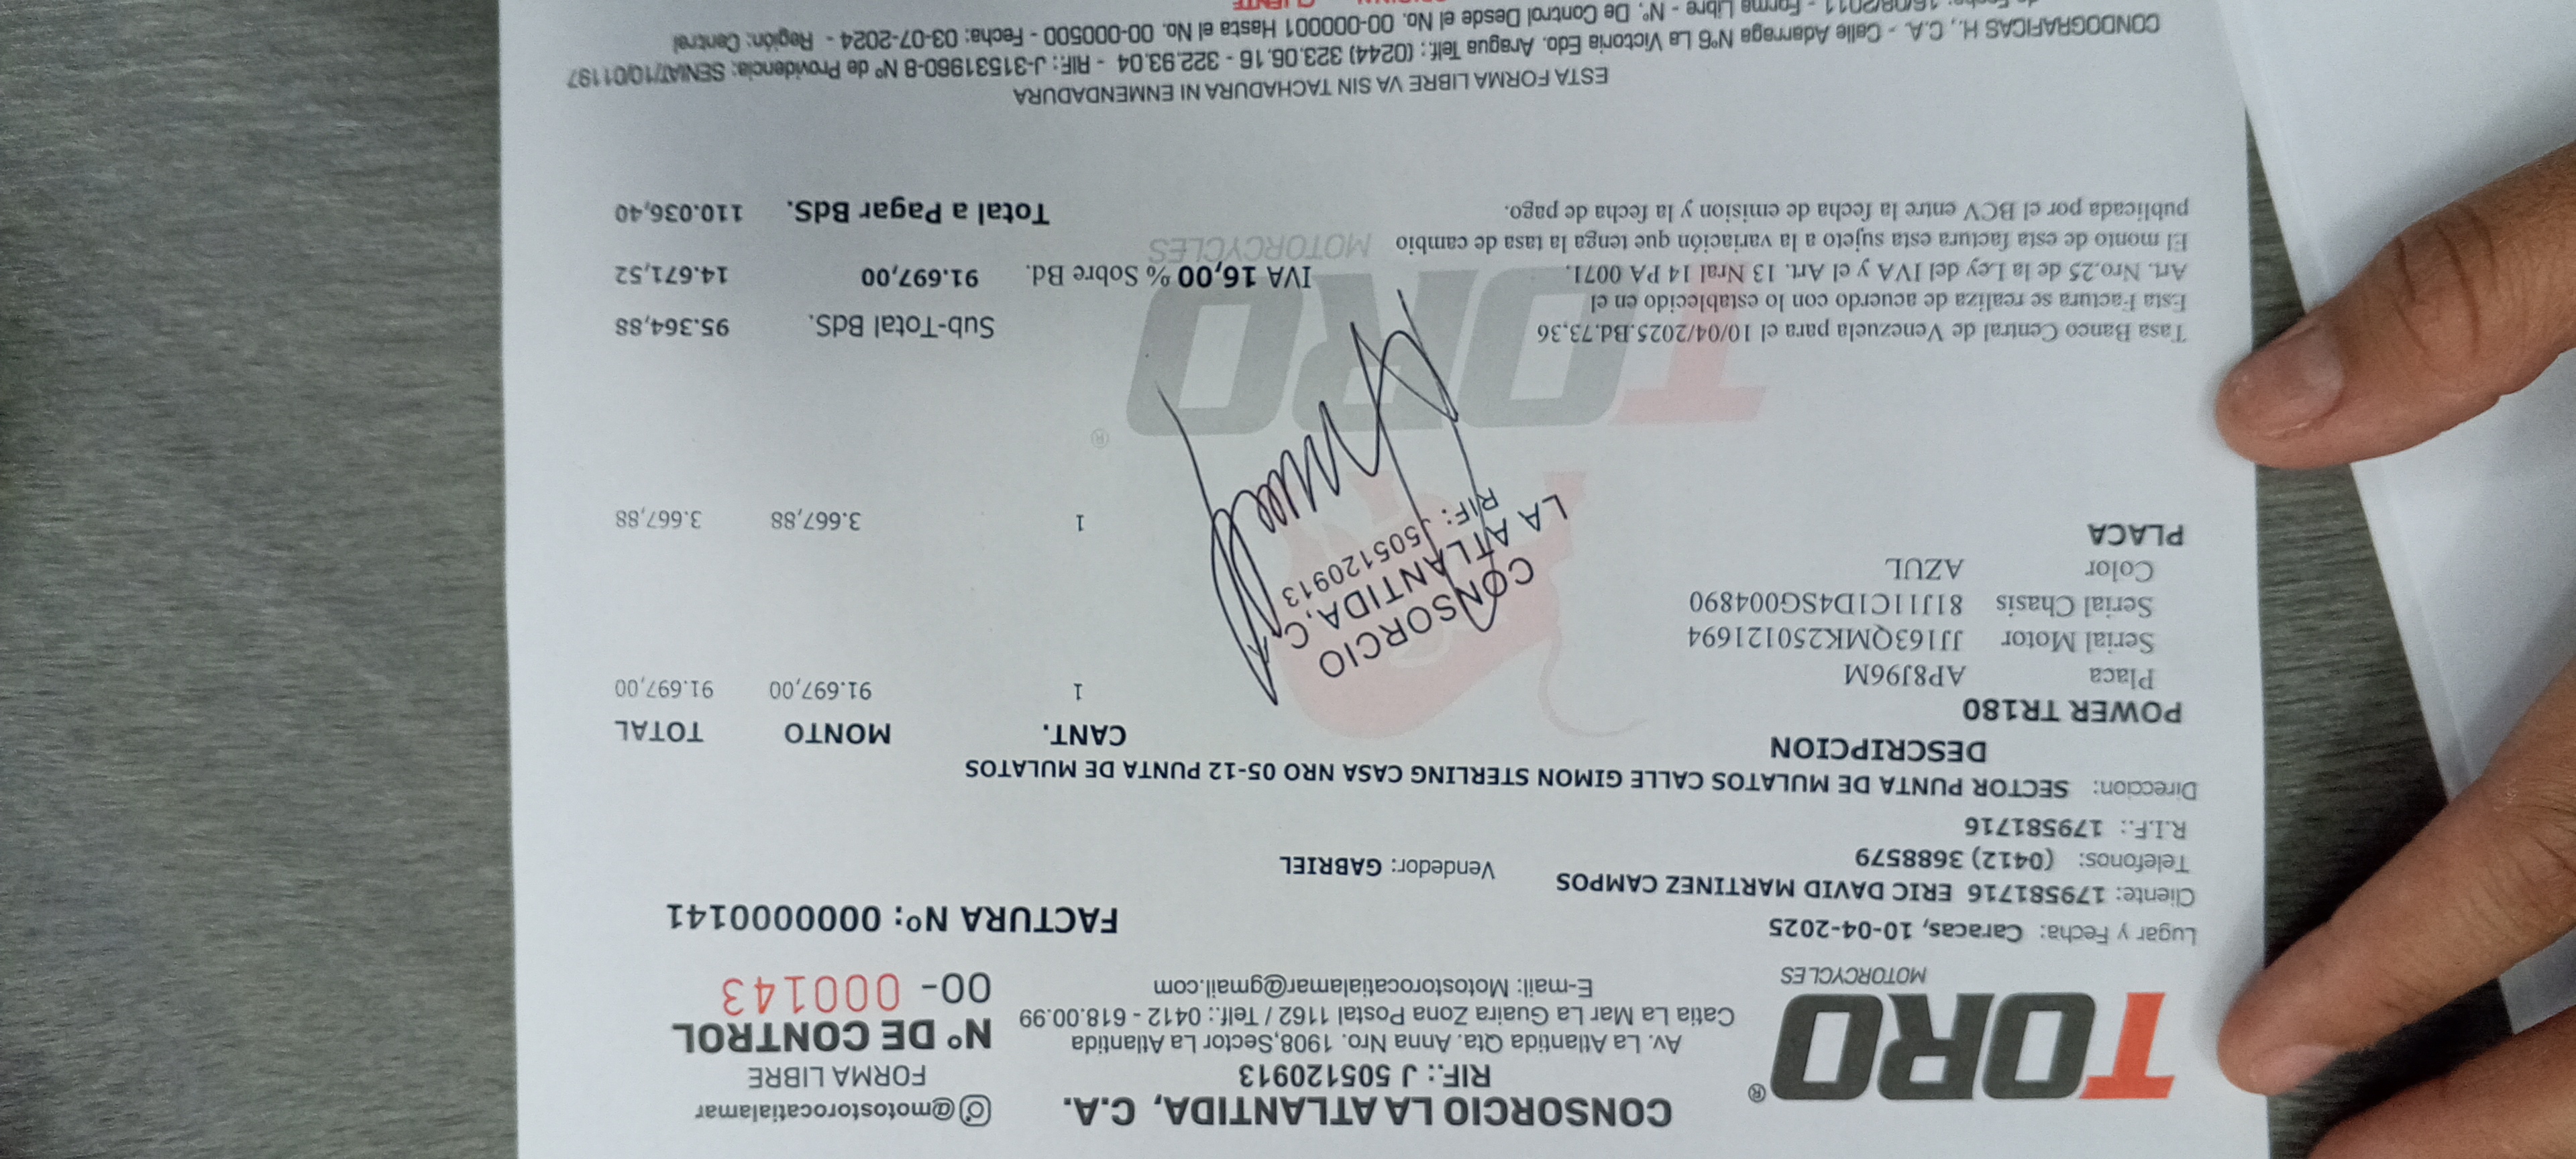 TORO®
MOTORCYCLES
CONSORCIO LA ATLANTIDA, C.A.
RIF.: J 505120913
Av. La Atlantida Qta. Anna Nro. 1908,Sector La Atlantida
Catia La Mar La Guaira Zona Postal 1162 / Telf.: 0412 - 618.00.99
E-mail: Motostorocatialamar@gmail.com
@motostorocatialamar
FORMA LIBRE
Nº DE CONTROL
00- 000143
FACTURA Nº: 00000000141
Lugar y Fecha: Caracas, 10-04-2025
Cliente: 179581716 ERIC DAVID MARTINEZ CAMPOS
Telefonos: (0412) 3688579
Vendedor: GABRIEL
R.I.F.: 179581716
Direccion: SECTOR PUNTA DE MULATOS CALLE GIMON STERLING CASA NRO 05-12 PUNTA DE MULATOS
DESCRIPCION CANT. MONTO TOTAL
POWER TR180 1 91.697,00 91.697,00
Placa AP8J96M
Serial Motor JJ163QMK250121694
Serial Chasis 81J11C1D4SG004890
Color AZUL
PLACA 1 3.667,88 3.667,88
CONSORCIO
LA ATLANTIDA, C
RIF: J505120913
TORO®
MOTORCYCLES
Tasa Banco Central de Venezuela para el 10/04/2025.Bd.73,36
Esta Factura se realiza de acuerdo con lo establecido en el
Art. Nro.25 de la Ley del IVA y el Art. 13 Nral 14 PA 0071.
El monto de esta factura esta sujeto a la variación que tenga la tasa de cambio
publicada por el BCV entre la fecha de emision y la fecha de pago.
Sub-Total BdS. 95.364,88
IVA 16,00 % Sobre Bd. 91.697,00 14.671,52
Total a Pagar BdS. 110.036,40
ESTA FORMA LIBRE VA SIN TACHADURA NI ENMENDADURA
CONDOGRAFICAS H., C.A. - Calle Adarraga Nº6 La Victoria Edo. Aragua Telf.: (0244) 323.06.16 - 322.93.04 - RIF.: J-31531960-8 Nº de Providencia: SENIAT/10/01197
de Fecha: 16/08/2011 - Forma Libre - Nº. De Control Desde el No. 00-000001 Hasta el No. 00-000500 - Fecha: 03-07-2024 - Región: Central
CLIENTE